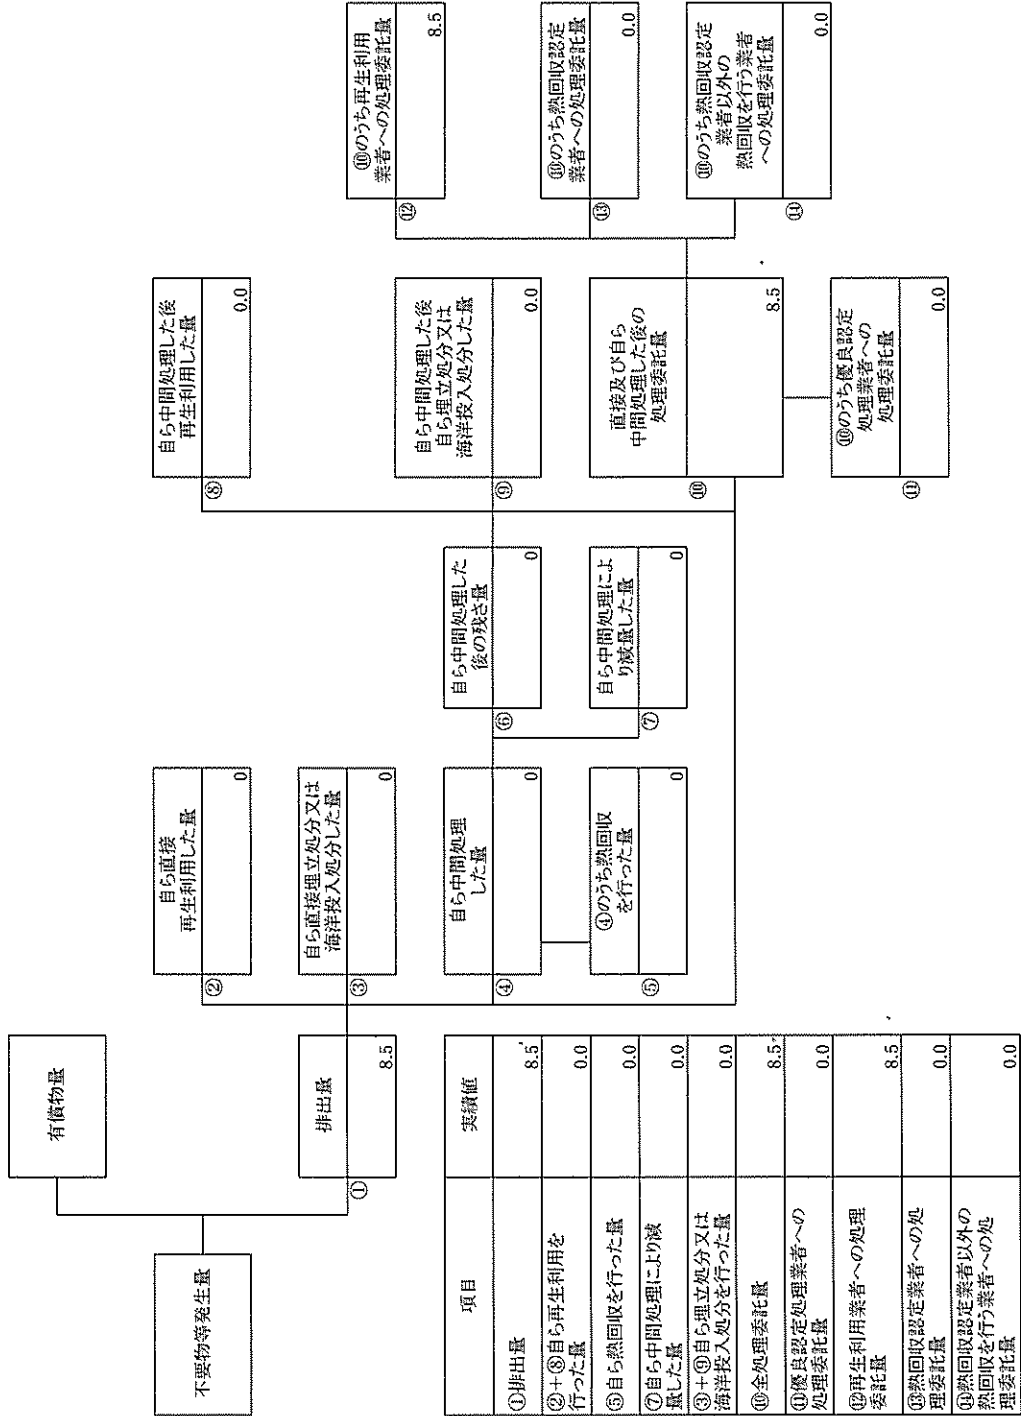 不要物等発生量
有償物量
排出量
①
8.5
自ら直接
再生利用した量
②
0
自ら直接埋立処分又は
海洋投入処分した量
③
0
自ら中間処理
した量
④
0
④のうち熱回収
を行った量
⑤
0
自ら中間処理した
後の残さ量
⑥
0
自ら中間処理によ
り減量した量
⑦
0
自ら中間処理した後
再生利用した量
⑧
0.0
自ら中間処理した後
自ら埋立処分又は
海洋投入処分した量
⑨
0.0
直接及び自ら
中間処理した後の
処理委託量
⑩
8.5
⑩のうち優良認定
処理業者への
処理委託量
⑪
0.0
⑩のうち再生利用
業者への処理委託量
⑫
8.5
⑩のうち熱回収認定
業者への処理委託量
⑬
0.0
⑩のうち熱回収認定
業者以外の
熱回収を行う業者
への処理委託量
⑭
0.0
項目 実績値
①排出量 8.5
②+⑧自ら再生利用を
行った量 0.0
⑤自ら熱回収を行った量 0.0
⑦自ら中間処理により減
量した量 0.0
③+⑨自ら埋立処分又は
海洋投入処分を行った量 0.0
⑩全処理委託量 8.5
⑪優良認定処理業者への
処理委託量 0.0
⑫再生利用業者への処理
委託量 8.5
⑬熱回収認定業者への処
理委託量 0.0
⑭熱回収認定業者以外の
熱回収を行う業者への処
理委託量 0.0